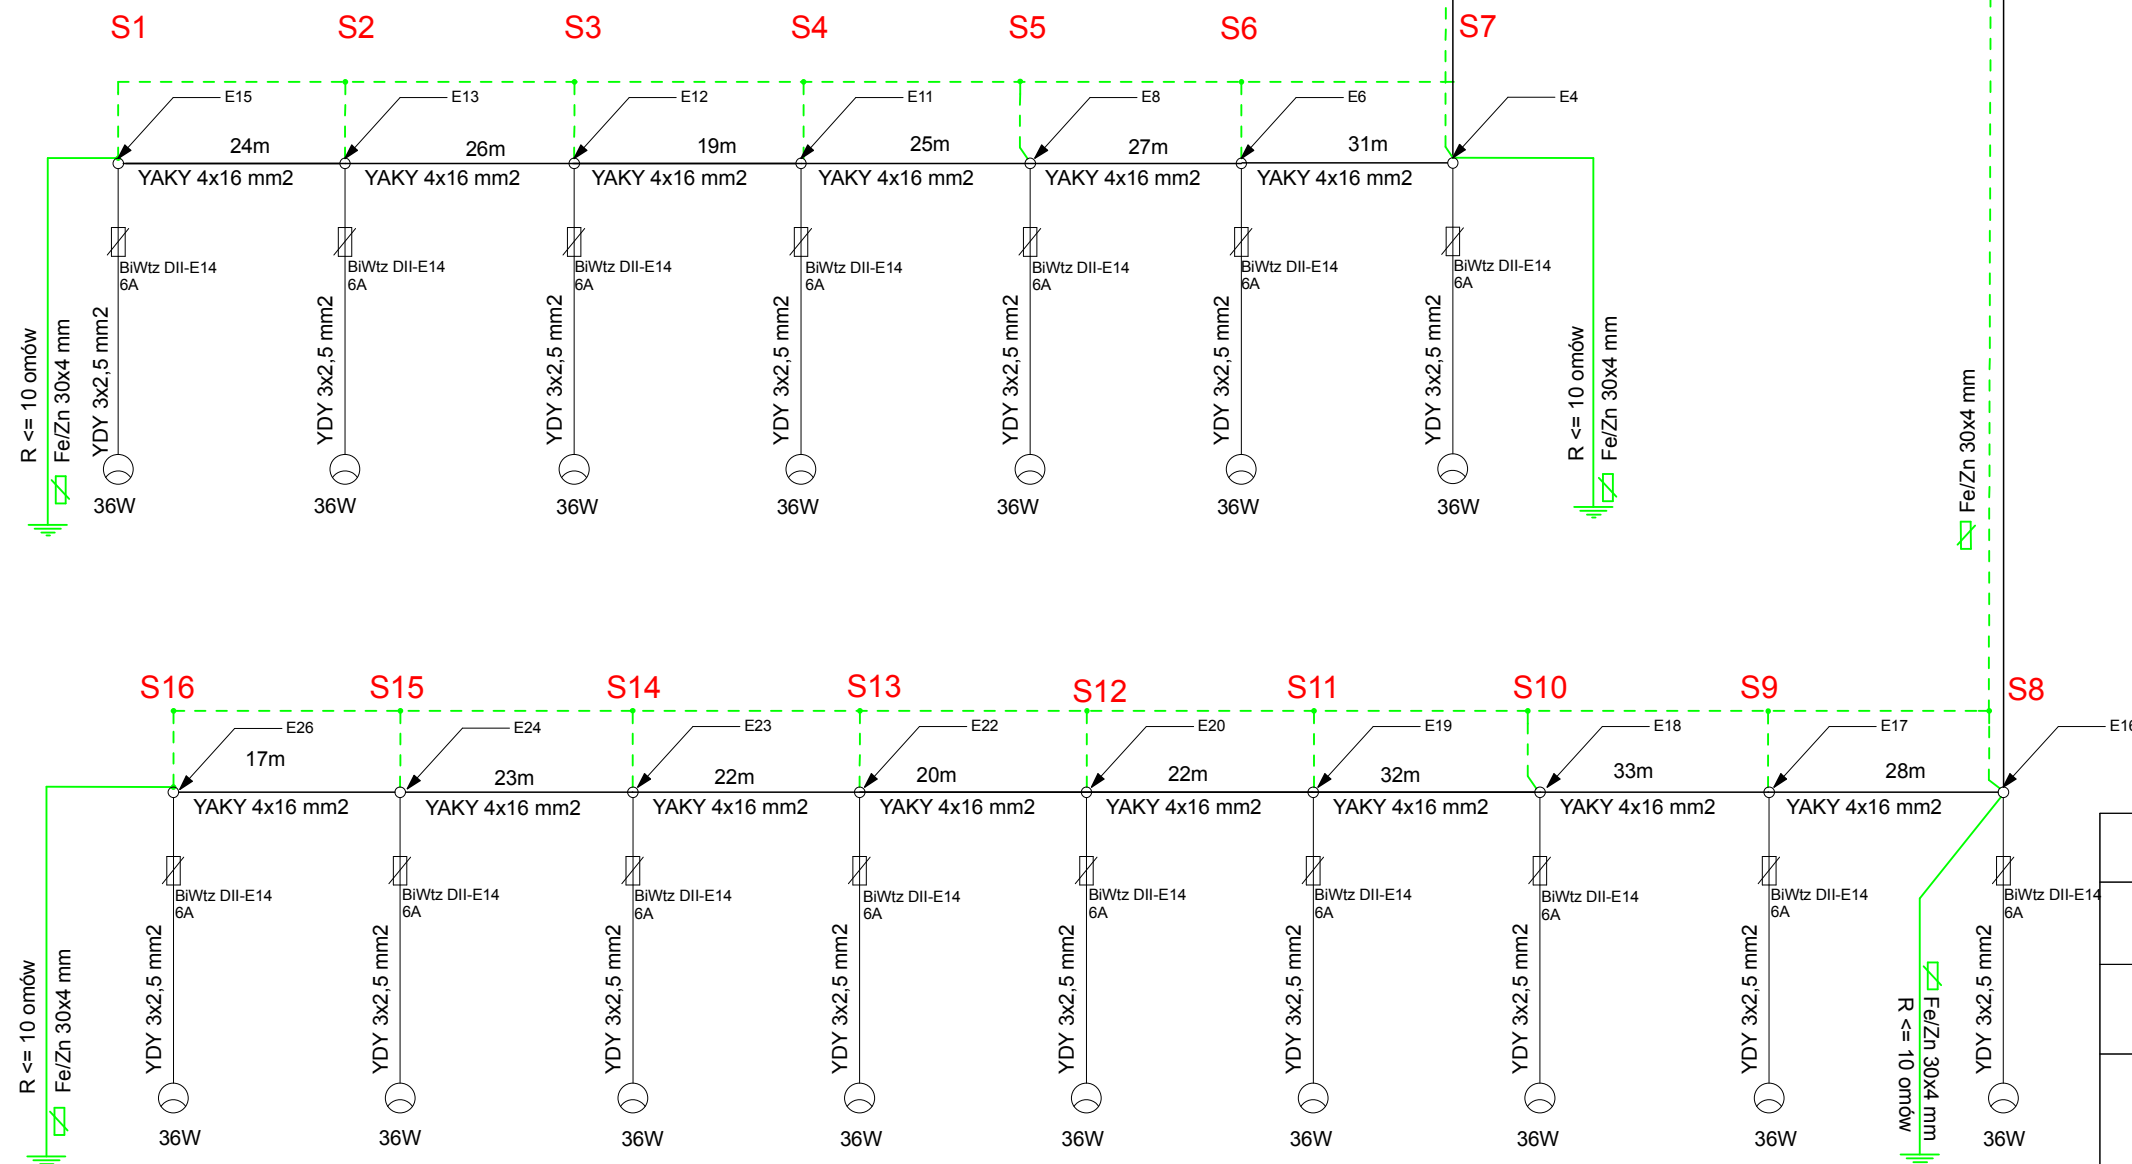 S1 S2 S3 S4 S5 S6 S7
E15 E13 E12 E11 E8 E6 E4
24m 26m 19m 25m 27m 31m
YAKY 4x16 mm2 YAKY 4x16 mm2 YAKY 4x16 mm2 YAKY 4x16 mm2 YAKY 4x16 mm2 YAKY 4x16 mm2
BiWtz DII-E14 BiWtz DII-E14 BiWtz DII-E14 BiWtz DII-E14 BiWtz DII-E14 BiWtz DII-E14 BiWtz DII-E14
6A 6A 6A 6A 6A 6A 6A
R <= 10 omów
Fe/Zn 30x4 mm
YDY 3x2,5 mm2
YDY 3x2,5 mm2
YDY 3x2,5 mm2
YDY 3x2,5 mm2
YDY 3x2,5 mm2
YDY 3x2,5 mm2
YDY 3x2,5 mm2
R <= 10 omów
Fe/Zn 30x4 mm
Fe/Zn 30x4 mm
36W 36W 36W 36W 36W 36W 36W
S16 S15 S14 S13 S12 S11 S10 S9 S8
E26 E24 E23 E22 E20 E19 E18 E17 E16
17m 23m 22m 20m 22m 32m 33m 28m
YAKY 4x16 mm2 YAKY 4x16 mm2 YAKY 4x16 mm2 YAKY 4x16 mm2 YAKY 4x16 mm2 YAKY 4x16 mm2 YAKY 4x16 mm2 YAKY 4x16 mm2
BiWtz DII-E14 BiWtz DII-E14 BiWtz DII-E14 BiWtz DII-E14 BiWtz DII-E14 BiWtz DII-E14 BiWtz DII-E14 BiWtz DII-E14 BiWtz DII-E14
6A 6A 6A 6A 6A 6A 6A 6A 6A
R <= 10 omów
Fe/Zn 30x4 mm
YDY 3x2,5 mm2
YDY 3x2,5 mm2
YDY 3x2,5 mm2
YDY 3x2,5 mm2
YDY 3x2,5 mm2
YDY 3x2,5 mm2
YDY 3x2,5 mm2
YDY 3x2,5 mm2
Fe/Zn 30x4 mm
R <= 10 omów
YDY 3x2,5 mm2
36W 36W 36W 36W 36W 36W 36W 36W 36W